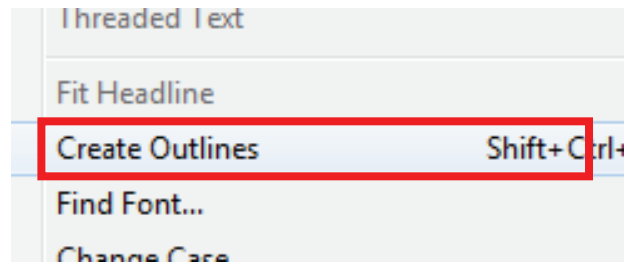 Threaded Text
Fit Headline
Create Outlines Shift+Ctrl+
Find Font...
Change Case